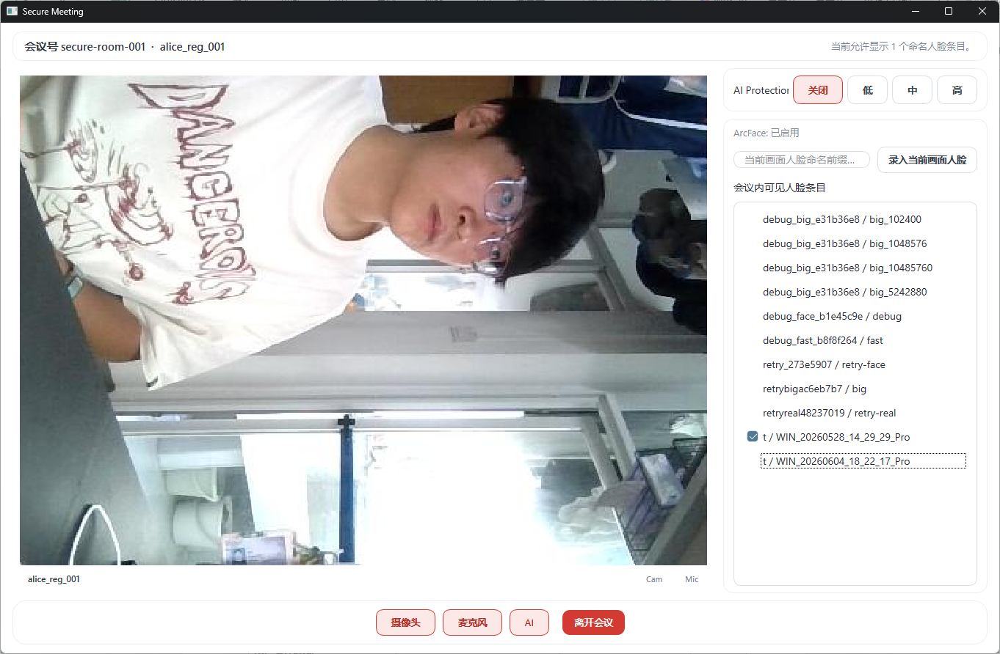 Secure Meeting
会议号 secure-room-001 · alice_reg_001
当前允许显示 1 个命名人脸条目。
DANGEROUS
AI Protection 关闭 低 中 高
ArcFace: 已启用
当前画面人脸命名前缀... 录入当前画面人脸
会议内可见人脸条目
debug_big_e31b36e8 / big_102400
debug_big_e31b36e8 / big_1048576
debug_big_e31b36e8 / big_10485760
debug_big_e31b36e8 / big_5242880
debug_face_b1e45c9e / debug
debug_fast_b8f8f264 / fast
retry_273e5907 / retry-face
retrybigac6eb7b7 / big
retryreal48237019 / retry-real
t / WIN_20260528_14_29_29_Pro
t / WIN_20260604_18_22_17_Pro
alice_reg_001 Cam Mic
摄像头 麦克风 AI 离开会议